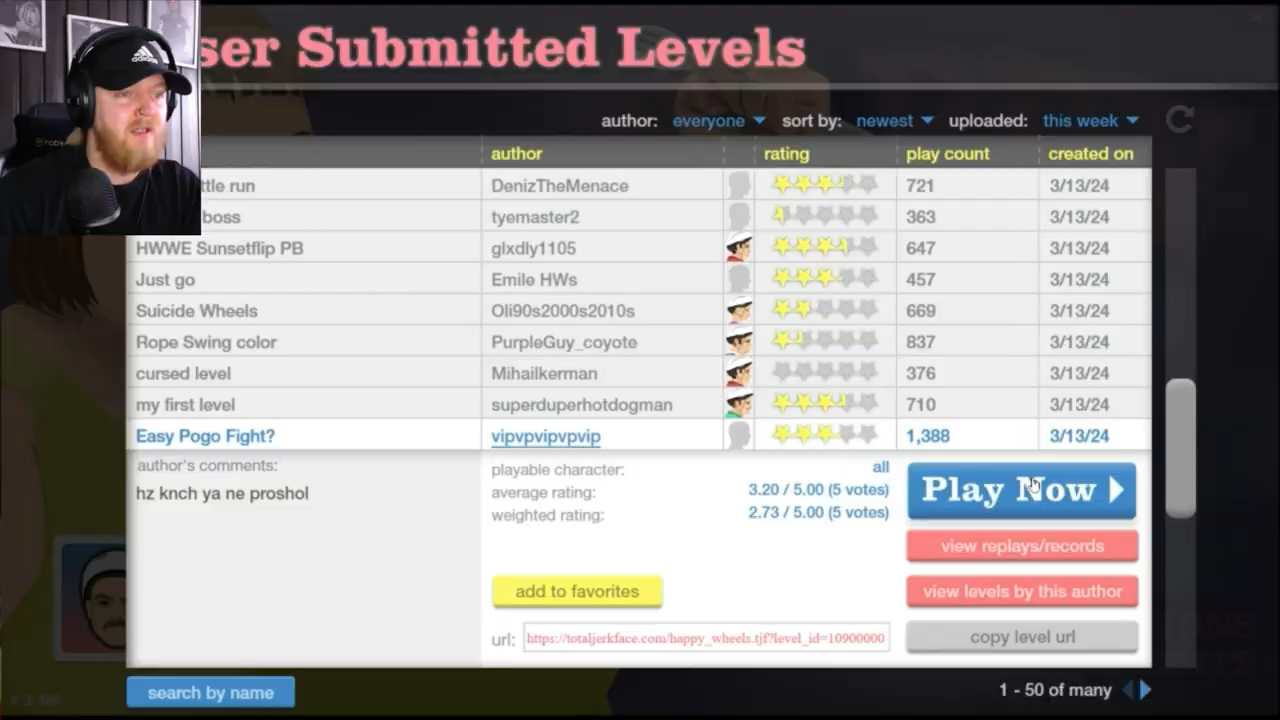 ser Submitted Levels
author: everyone sort by: newest uploaded: this week
author rating play count created on
ttle run DenizTheMenace 721 3/13/24
boss tyemaster2 363 3/13/24
HWWE Sunsetflip PB glxdly1105 647 3/13/24
Just go Emile HWs 457 3/13/24
Suicide Wheels Oli90s2000s2010s 669 3/13/24
Rope Swing color PurpleGuy_coyote 837 3/13/24
cursed level Mihailkerman 376 3/13/24
my first level superduperhotdogman 710 3/13/24
Easy Pogo Fight? vipvpvipvpvip 1,388 3/13/24
author's comments:
hz knch ya ne proshol
playable character: all
average rating: 3.20 / 5.00 (5 votes)
weighted rating: 2.73 / 5.00 (5 votes)
Play Now
view replays/records
add to favorites
view levels by this author
url: https://totaljerkface.com/happy_wheels.tjf?level_id=10900000
copy level url
search by name
1 - 50 of many
adidas